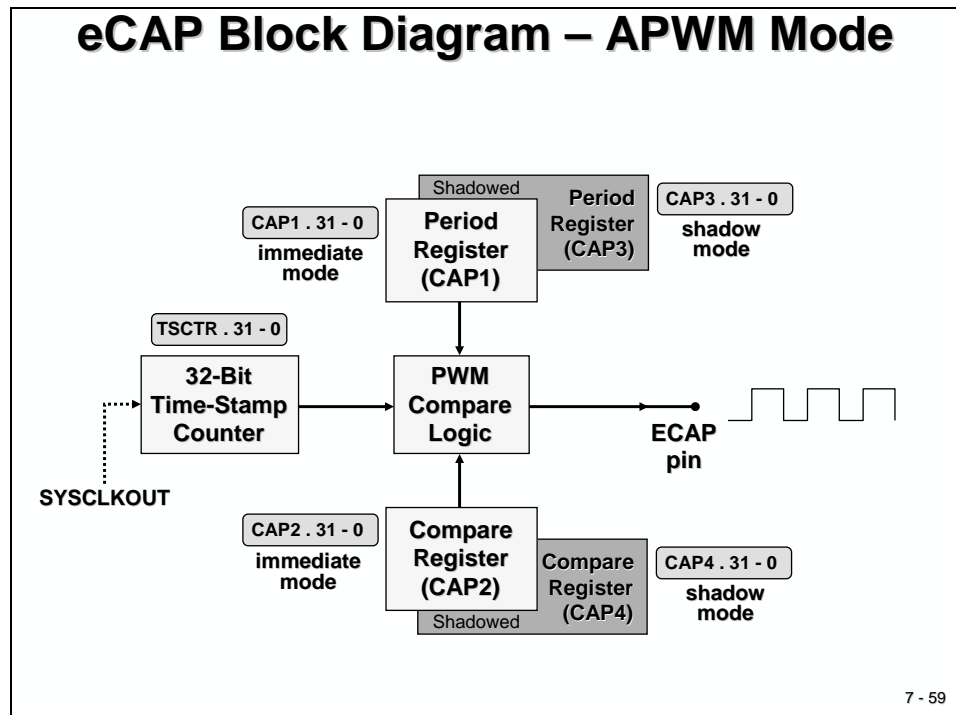 eCAP Block Diagram – APWM Mode
Shadowed
Period
Register
(CAP3)
CAP3 . 31 - 0
shadow
mode
CAP1 . 31 - 0
immediate
mode
Period
Register
(CAP1)
TSCTR . 31 - 0
32-Bit
Time-Stamp
Counter
PWM
Compare
Logic
ECAP
pin
SYSCLKOUT
CAP2 . 31 - 0
immediate
mode
Compare
Register
(CAP2)
Compare
Register
(CAP4)
Shadowed
CAP4 . 31 - 0
shadow
mode
7 - 59